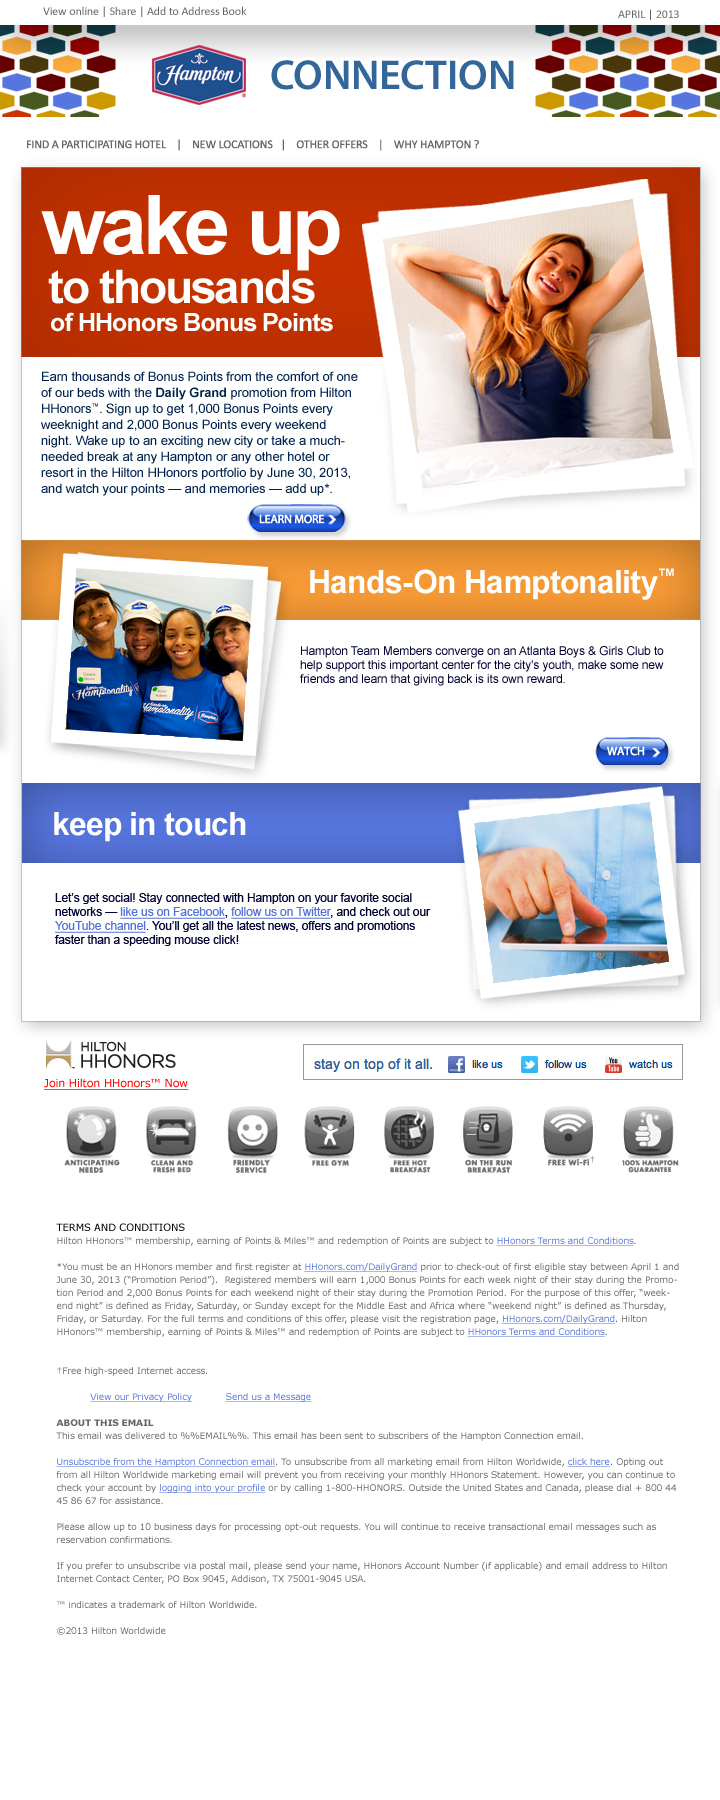 View online | Share | Add to Address Book
APRIL | 2013
Hampton
CONNECTION
FIND A PARTICIPATING HOTEL | NEW LOCATIONS | OTHER OFFERS | WHY HAMPTON ?
wake up
to thousands
of HHonors Bonus Points
Earn thousands of Bonus Points from the comfort of one
of our beds with the Daily Grand promotion from Hilton
HHonors™. Sign up to get 1,000 Bonus Points every
weeknight and 2,000 Bonus Points every weekend
night. Wake up to an exciting new city or take a much-
needed break at any Hampton or any other hotel or
resort in the Hilton HHonors portfolio by June 30, 2013,
and watch your points — and memories — add up*.
LEARN MORE
Hands-On Hamptonality™
Hampton Team Members converge on an Atlanta Boys & Girls Club to
help support this important center for the city's youth, make some new
friends and learn that giving back is its own reward.
Hamptonality
Hamptonality
Hampton
WATCH
keep in touch
Let's get social! Stay connected with Hampton on your favorite social
networks — like us on Facebook, follow us on Twitter, and check out our
YouTube channel. You'll get all the latest news, offers and promotions
faster than a speeding mouse click!
HILTON
HHONORS
Join Hilton HHonors™ Now
stay on top of it all. like us follow us You Tube watch us
ANTICIPATING
NEEDS
CLEAN AND
FRESH BED
FRIENDLY
SERVICE
FREE GYM
FREE HOT
BREAKFAST
ON THE RUN
BREAKFAST
FREE Wi-Fi†
100% HAMPTON
GUARANTEE
TERMS AND CONDITIONS
Hilton HHonors™ membership, earning of Points & Miles™ and redemption of Points are subject to HHonors Terms and Conditions.
*You must be an HHonors member and first register at HHonors.com/DailyGrand prior to check-out of first eligible stay between April 1 and
June 30, 2013 (“Promotion Period”). Registered members will earn 1,000 Bonus Points for each week night of their stay during the Promo-
tion Period and 2,000 Bonus Points for each weekend night of their stay during the Promotion Period. For the purpose of this offer, “week-
end night” is defined as Friday, Saturday, or Sunday except for the Middle East and Africa where “weekend night” is defined as Thursday,
Friday, or Saturday. For the full terms and conditions of this offer, please visit the registration page, HHonors.com/DailyGrand. Hilton
HHonors™ membership, earning of Points & Miles™ and redemption of Points are subject to HHonors Terms and Conditions.
†Free high-speed Internet access.
View our Privacy Policy Send us a Message
ABOUT THIS EMAIL
This email was delivered to %%EMAIL%%. This email has been sent to subscribers of the Hampton Connection email.
Unsubscribe from the Hampton Connection email. To unsubscribe from all marketing email from Hilton Worldwide, click here. Opting out
from all Hilton Worldwide marketing email will prevent you from receiving your monthly HHonors Statement. However, you can continue to
check your account by logging into your profile or by calling 1-800-HHONORS. Outside the United States and Canada, please dial + 800 44
45 86 67 for assistance.
Please allow up to 10 business days for processing opt-out requests. You will continue to receive transactional email messages such as
reservation confirmations.
If you prefer to unsubscribe via postal mail, please send your name, HHonors Account Number (if applicable) and email address to Hilton
Internet Contact Center, PO Box 9045, Addison, TX 75001-9045 USA.
™ indicates a trademark of Hilton Worldwide.
©2013 Hilton Worldwide